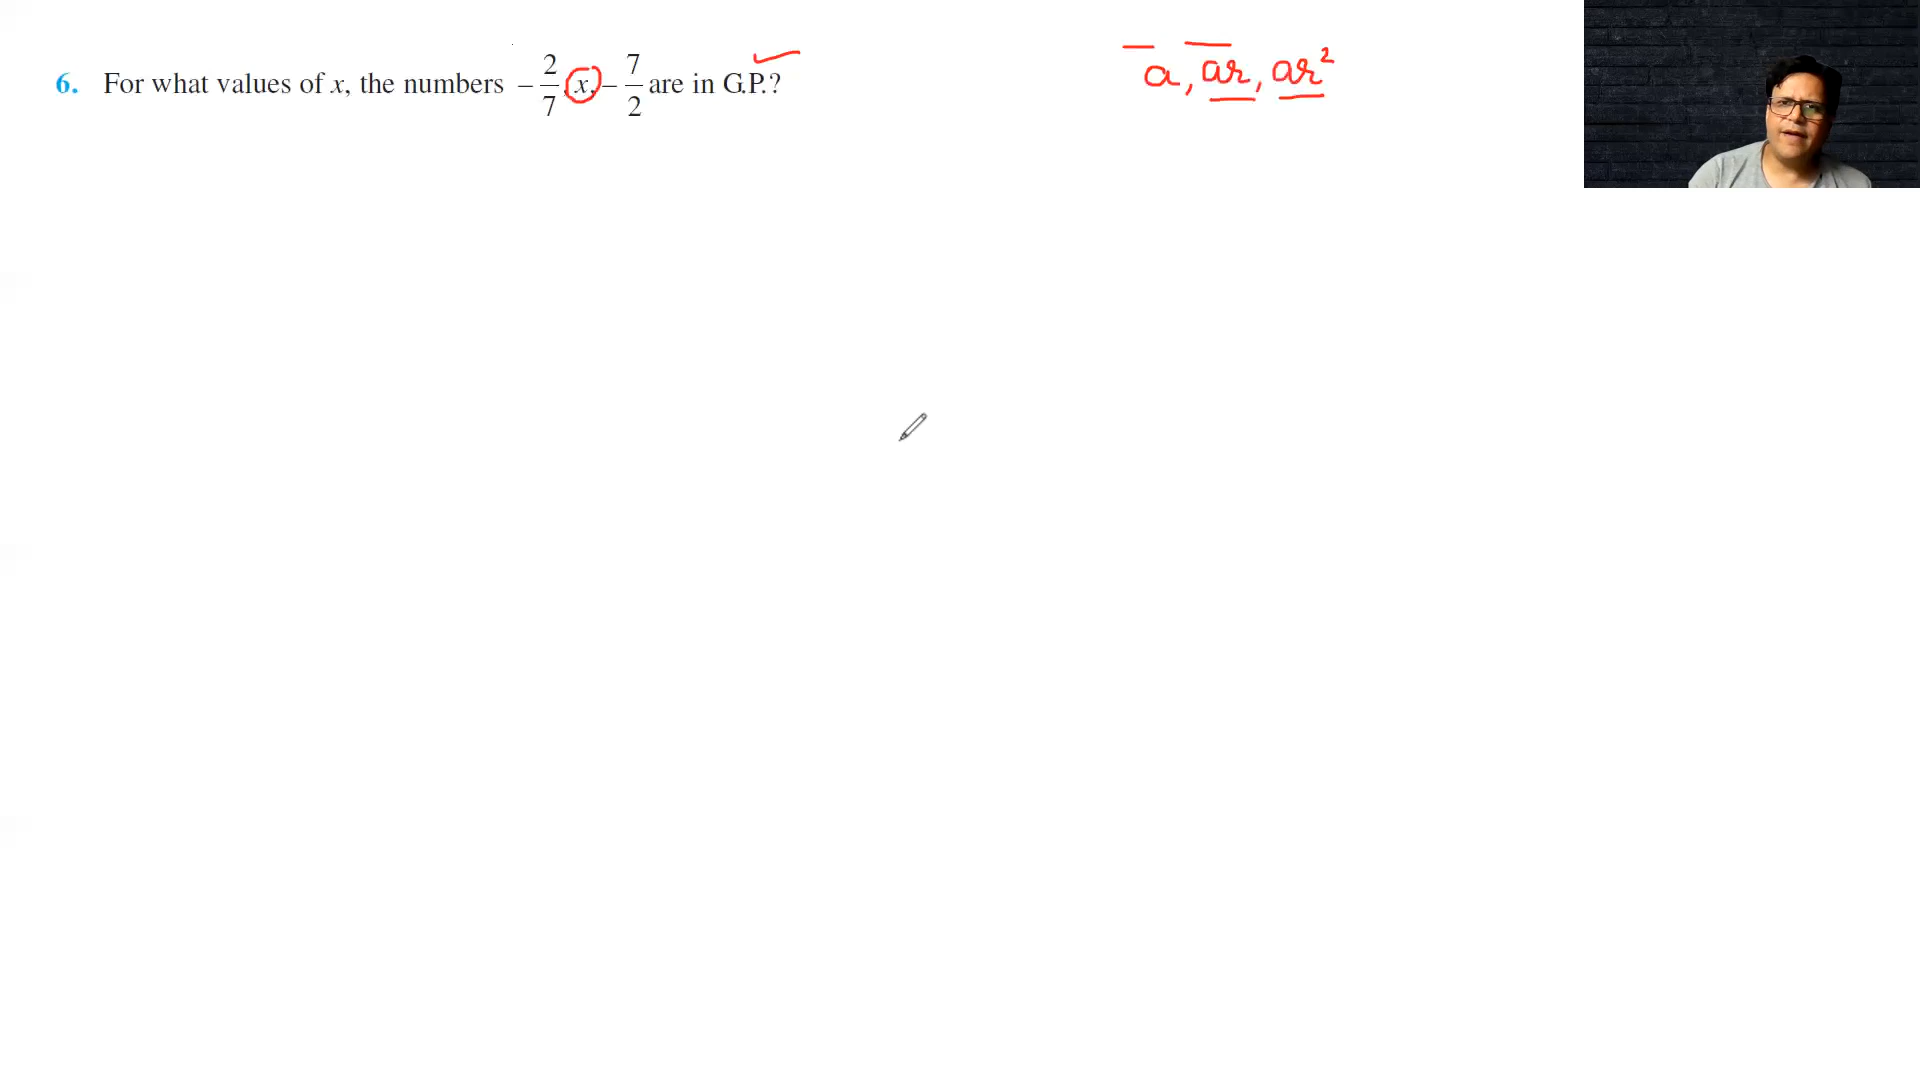 6. For what values of x, the numbers −2/7, x, −7/2 are in G.P.?
a, ar, ar²